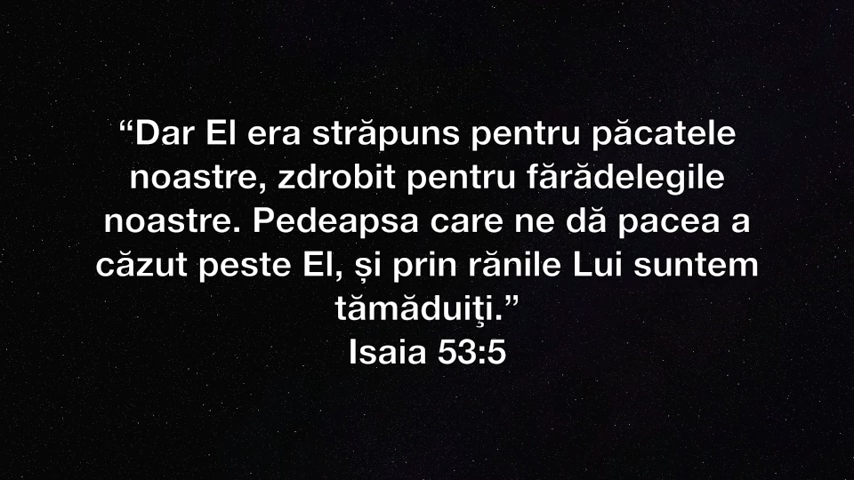 “Dar El era străpuns pentru păcatele
noastre, zdrobit pentru fărădelegile
noastre. Pedeapsa care ne dă pacea a
căzut peste El, și prin rănile Lui suntem
tămăduiţi.”
Isaia 53:5